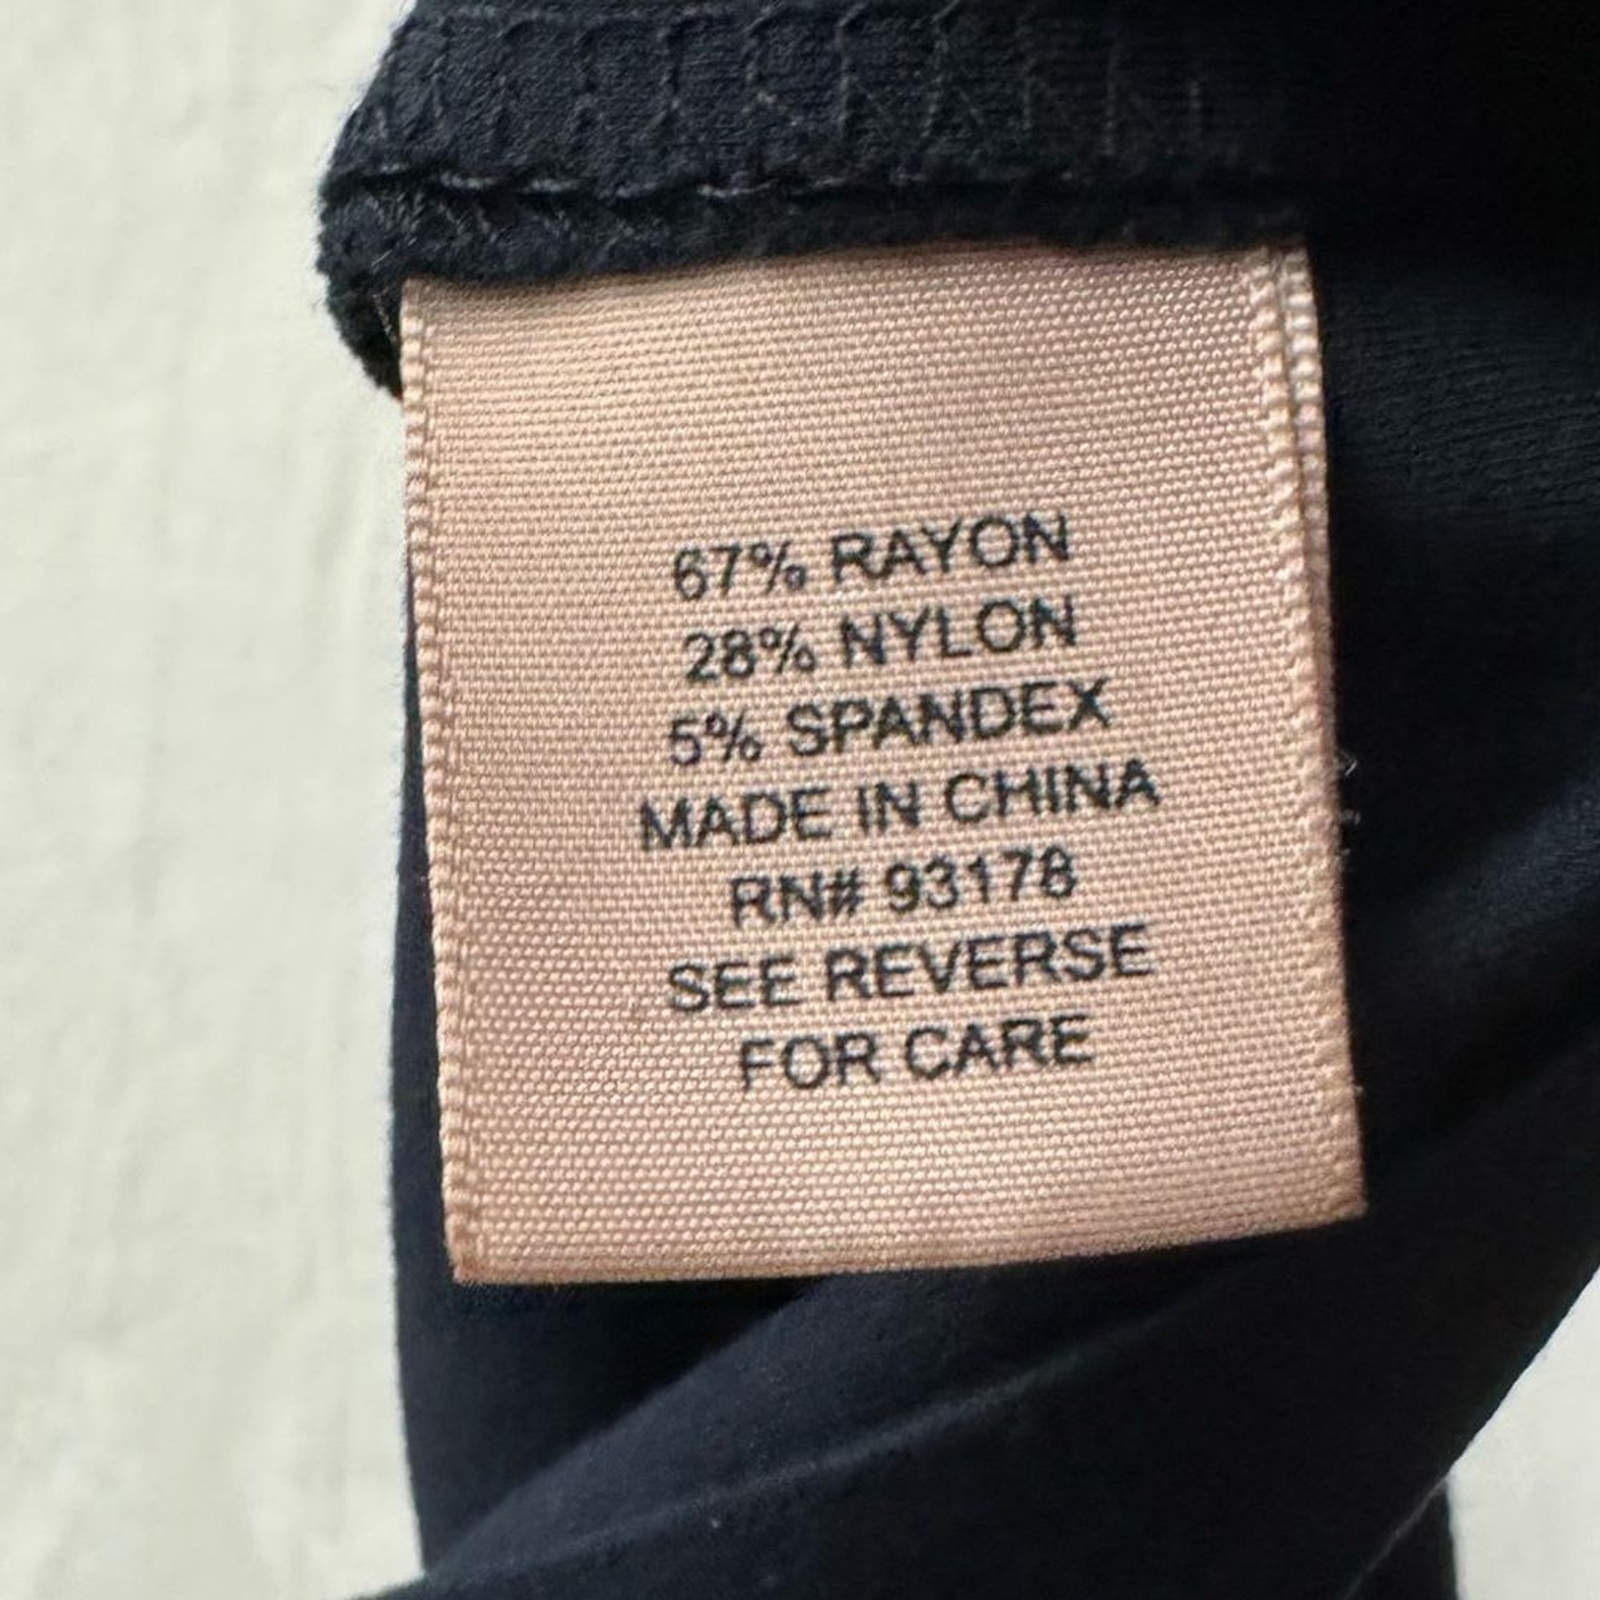 67% RAYON
28% NYLON
5% SPANDEX
MADE IN CHINA
RN# 93178
SEE REVERSE
FOR CARE